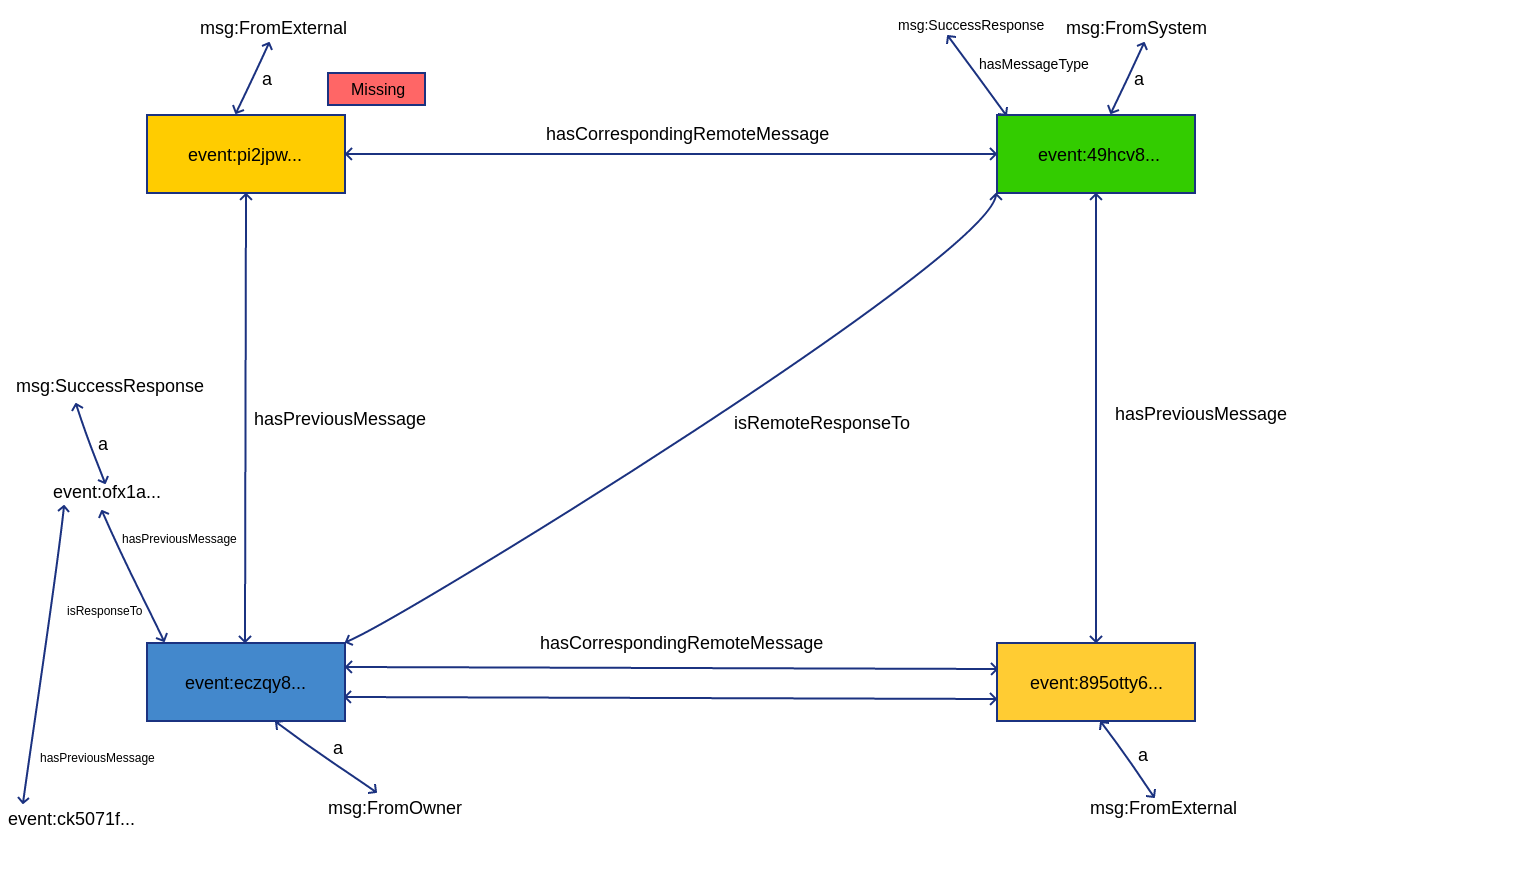 msg:FromExternal
msg:SuccessResponse
msg:FromSystem
hasMessageType
a
a
Missing
hasCorrespondingRemoteMessage
event:pi2jpw...
event:49hcv8...
msg:SuccessResponse
hasPreviousMessage
isRemoteResponseTo
hasPreviousMessage
a
event:ofx1a...
hasPreviousMessage
isResponseTo
hasCorrespondingRemoteMessage
event:eczqy8...
event:895otty6...
hasPreviousMessage
a
a
msg:FromOwner
msg:FromExternal
event:ck5071f...